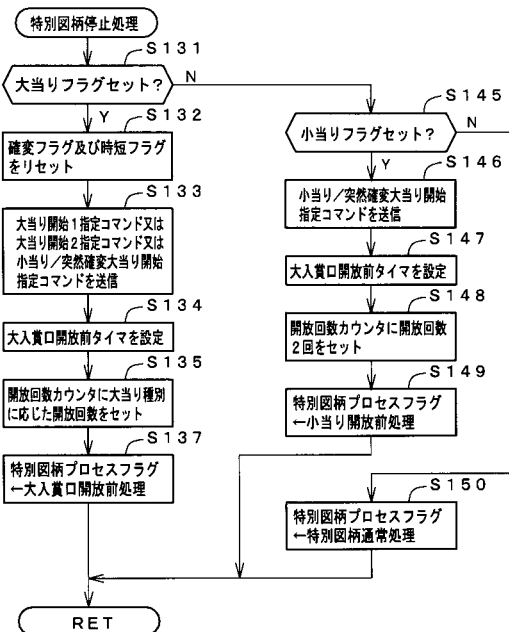 特別図柄停止処理
S131
大当りフラグセット?
N
Y
S132
確変フラグ及び時短フラグ
をリセット
S133
大当り開始1指定コマンド又は
大当り開始2指定コマンド又は
小当り/突然確変大当り開始
指定コマンドを送信
S134
大入賞口開放前タイマを設定
S135
開放回数カウンタに大当り種別
に応じた開放回数をセット
S137
特別図柄プロセスフラグ
←大入賞口開放前処理
S145
小当りフラグセット?
N
Y
S146
小当り/突然確変大当り開始
指定コマンドを送信
S147
大入賞口開放前タイマを設定
S148
開放回数カウンタに開放回数
2回をセット
S149
特別図柄プロセスフラグ
←小当り開放前処理
S150
特別図柄プロセスフラグ
←特別図柄通常処理
RET